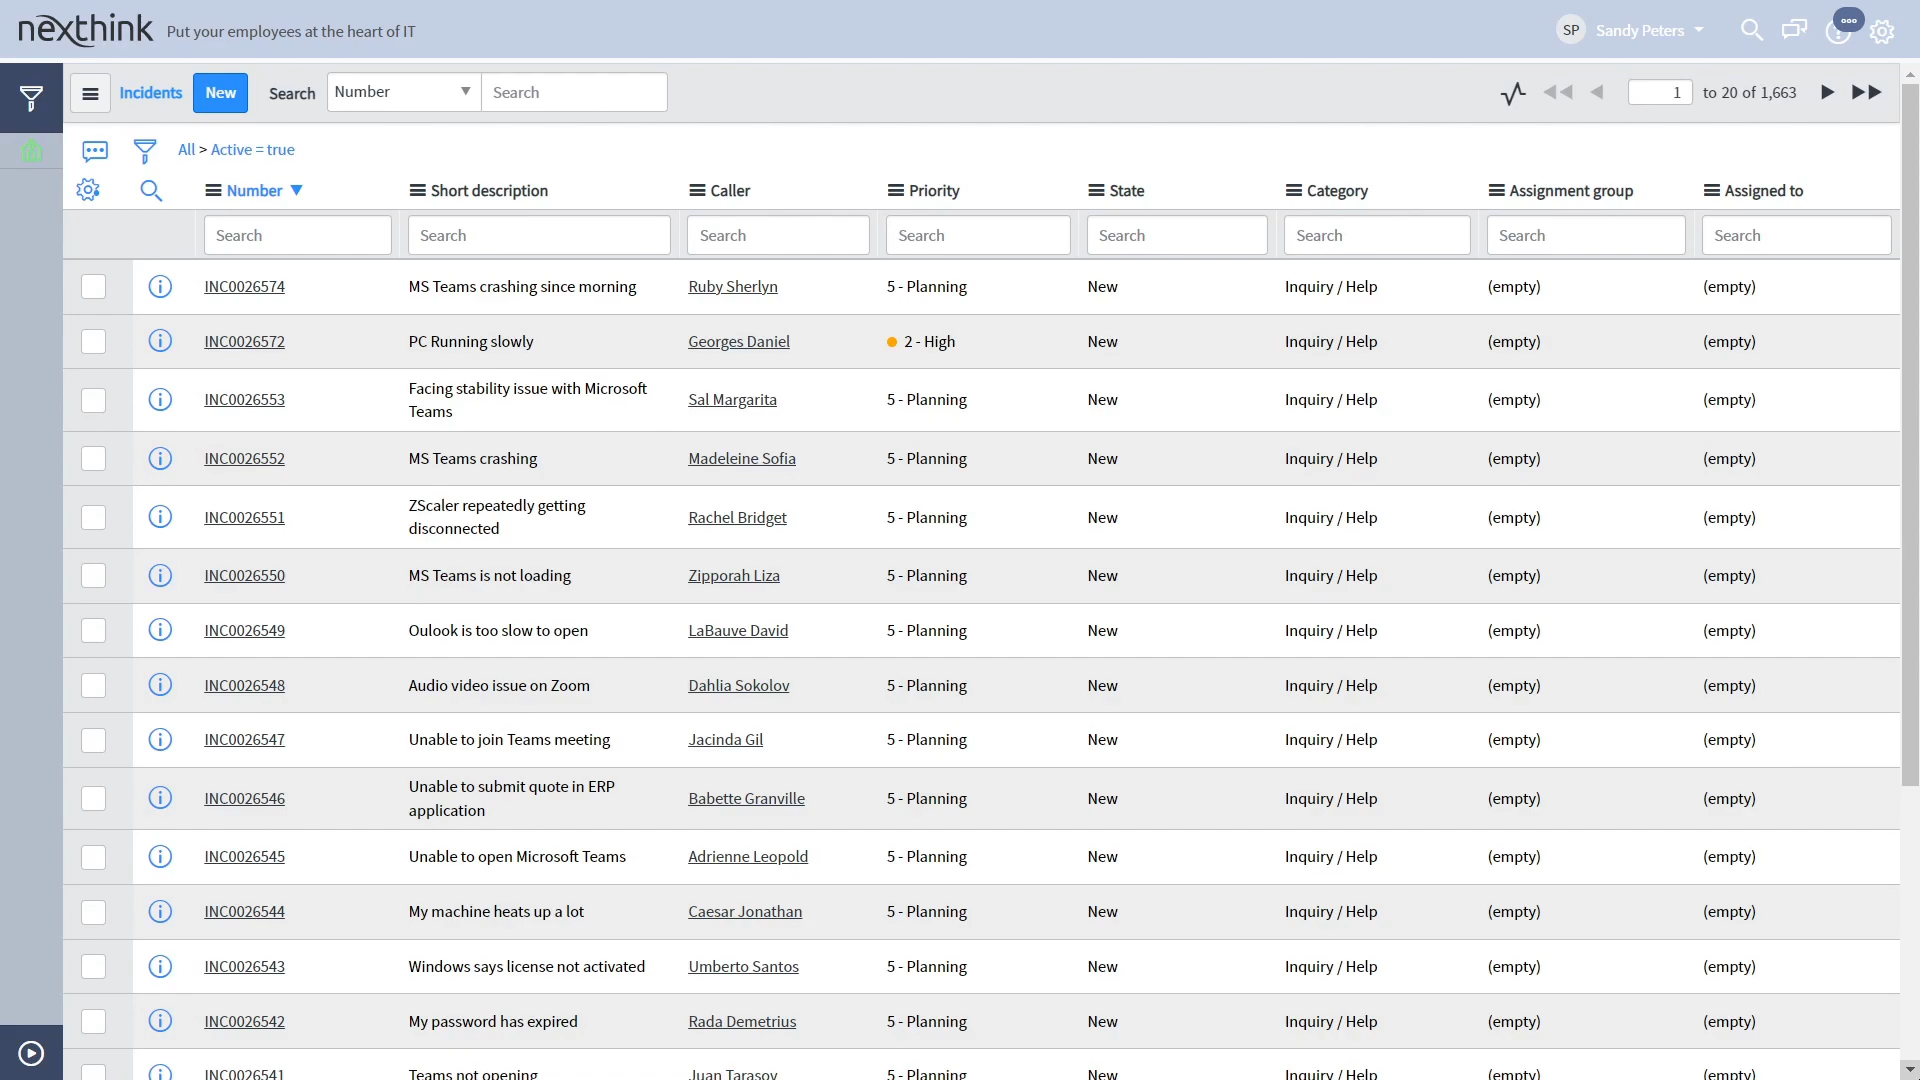 nexthink Put your employees at the heart of IT SP Sandy Peters
Incidents New Search Number Search 1 to 20 of 1,663
All > Active = true
Number Short description Caller Priority State Category Assignment group Assigned to
Search Search Search Search Search Search Search Search
INC0026574 MS Teams crashing since morning Ruby Sherlyn 5 - Planning New Inquiry / Help (empty) (empty)
INC0026572 PC Running slowly Georges Daniel 2 - High New Inquiry / Help (empty) (empty)
INC0026553 Facing stability issue with Microsoft Teams Sal Margarita 5 - Planning New Inquiry / Help (empty) (empty)
INC0026552 MS Teams crashing Madeleine Sofia 5 - Planning New Inquiry / Help (empty) (empty)
INC0026551 ZScaler repeatedly getting disconnected Rachel Bridget 5 - Planning New Inquiry / Help (empty) (empty)
INC0026550 MS Teams is not loading Zipporah Liza 5 - Planning New Inquiry / Help (empty) (empty)
INC0026549 Oulook is too slow to open LaBauve David 5 - Planning New Inquiry / Help (empty) (empty)
INC0026548 Audio video issue on Zoom Dahlia Sokolov 5 - Planning New Inquiry / Help (empty) (empty)
INC0026547 Unable to join Teams meeting Jacinda Gil 5 - Planning New Inquiry / Help (empty) (empty)
INC0026546 Unable to submit quote in ERP application Babette Granville 5 - Planning New Inquiry / Help (empty) (empty)
INC0026545 Unable to open Microsoft Teams Adrienne Leopold 5 - Planning New Inquiry / Help (empty) (empty)
INC0026544 My machine heats up a lot Caesar Jonathan 5 - Planning New Inquiry / Help (empty) (empty)
INC0026543 Windows says license not activated Umberto Santos 5 - Planning New Inquiry / Help (empty) (empty)
INC0026542 My password has expired Rada Demetrius 5 - Planning New Inquiry / Help (empty) (empty)
INC0026541 Teams not opening Juan Tarasov 5 - Planning New Inquiry / Help (empty) (empty)